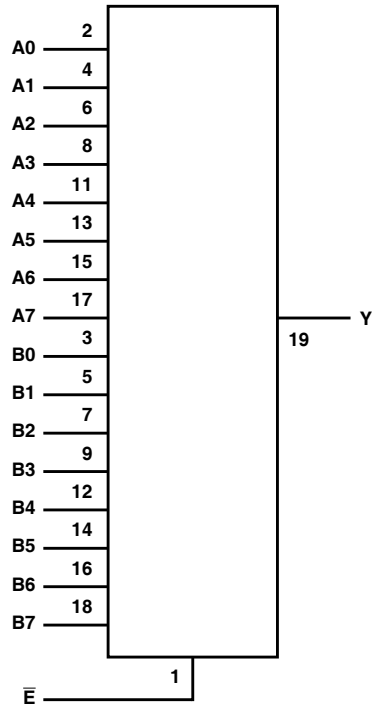 A0 2
A1 4
A2 6
A3 8
A4 11
A5 13
A6 15
A7 17
Y 19
B0 3
B1 5
B2 7
B3 9
B4 12
B5 14
B6 16
B7 18
E̅ 1